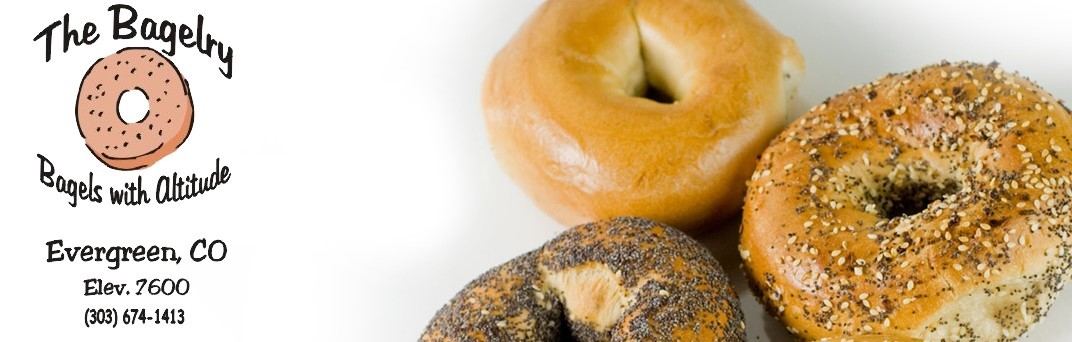 The Bagelry
Bagels with Altitude
Evergreen, CO
Elev. 7600
(303) 674-1413